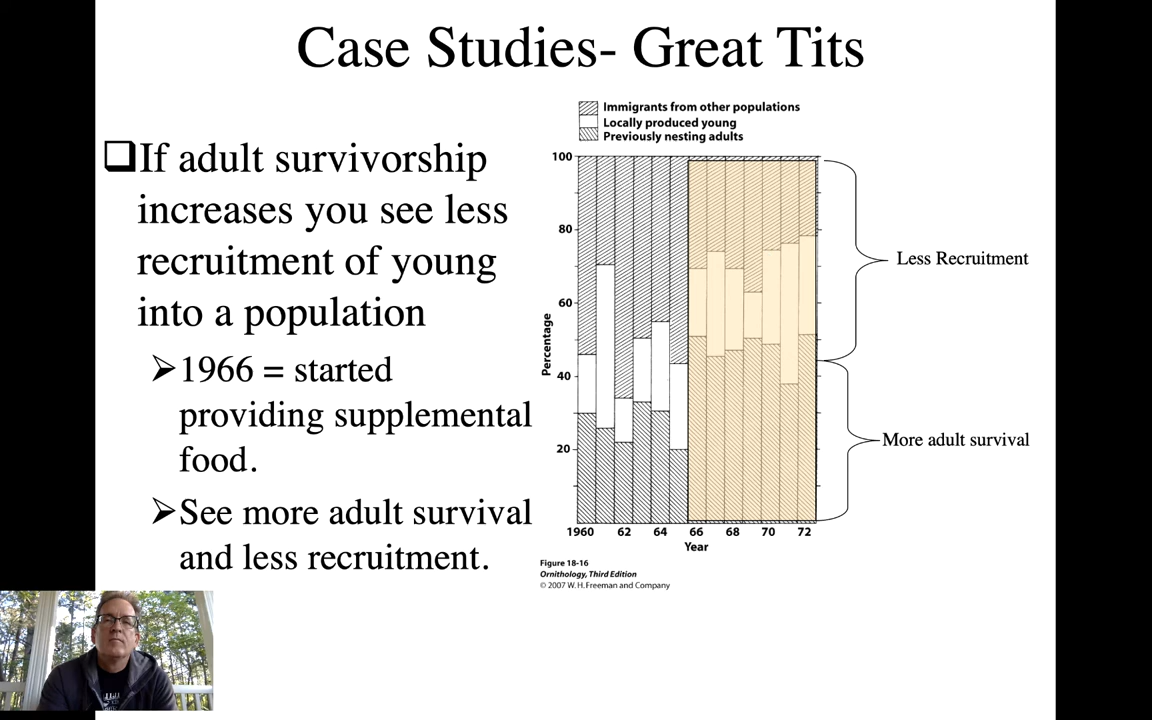 Case Studies- Great Tits
❑If adult survivorship
increases you see less
recruitment of young
into a population
➢1966 = started
providing supplemental
food.
➢See more adult survival
and less recruitment.
Immigrants from other populations
Locally produced young
Previously nesting adults
100
80
60
40
20
Percentage
1960 62 64 66 68 70 72
Year
Less Recruitment
More adult survival
Figure 18-16
Ornithology, Third Edition
© 2007 W. H. Freeman and Company